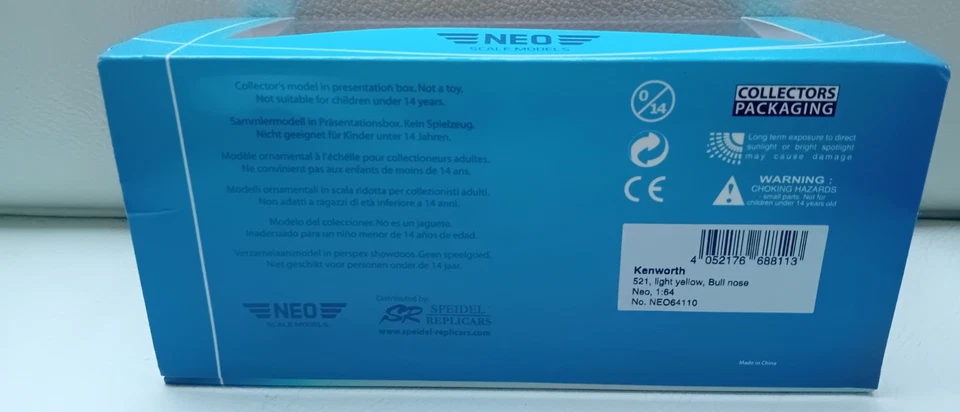 NEO
SCALE MODELS
Collector's model in presentation box. Not a toy.
Not suitable for children under 14 years.
Sammlermodell in Präsentationsbox. Kein Spielzeug.
Nicht geeignet für Kinder unter 14 Jahren.
Modèle ornamental à l'échelle pour collectioneurs adultes.
Ne convinient pas aux enfants de moins de 14 ans.
Modelli ornamentali in scala ridotta per collezionisti adulti.
Non adatti a ragazzi di età inferiore a 14 anni.
Modelo del coleccioner. No es un jagueta.
Inadecuado para un niño menor de 14 años de edad.
Verzamelaarsmodel in perspex showdoos. Geen speelgoed.
Niet geschikt voor personen onder de 14 jaar.
NEO
SCALE MODELS
Distributed by:
SR SPEIDEL
REPLICARS
www.speidel-replicars.com
0/14
COLLECTORS
PACKAGING
Long term exposure to direct
sunlight or bright spotlight
may cause damage
CE
WARNING :
CHOKING HAZARDS
small parts. Not for
children under 14 years old
4 052176 688113
Kenworth
521, light yellow, Bull nose
Neo, 1:64
No. NEO64110
Made in China